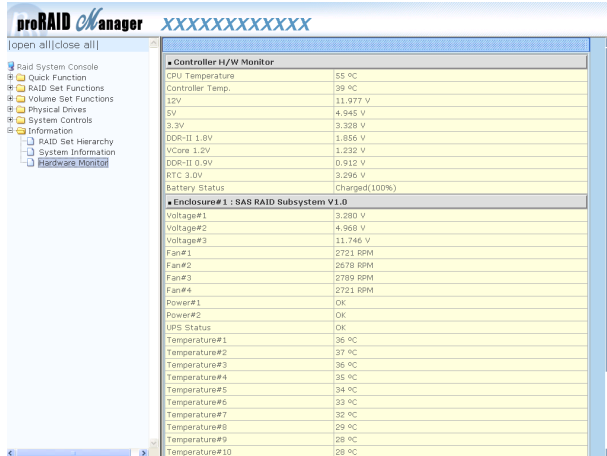 proRAID Manager XXXXXXXXXXXX
|open all|close all|
Raid System Console
Quick Function
RAID Set Functions
Volume Set Functions
Physical Drives
System Controls
Information
RAID Set Hierarchy
System Information
Hardware Monitor
Controller H/W Monitor
CPU Temperature 55 ºC
Controller Temp. 39 ºC
12V 11.977 V
5V 4.945 V
3.3V 3.328 V
DDR-II 1.8V 1.856 V
VCore 1.2V 1.232 V
DDR-II 0.9V 0.912 V
RTC 3.0V 3.296 V
Battery Status Charged(100%)
Enclosure#1 : SAS RAID Subsystem V1.0
Voltage#1 3.280 V
Voltage#2 4.968 V
Voltage#3 11.746 V
Fan#1 2721 RPM
Fan#2 2678 RPM
Fan#3 2789 RPM
Fan#4 2721 RPM
Power#1 OK
Power#2 OK
UPS Status OK
Temperature#1 36 ºC
Temperature#2 37 ºC
Temperature#3 36 ºC
Temperature#4 35 ºC
Temperature#5 34 ºC
Temperature#6 33 ºC
Temperature#7 32 ºC
Temperature#8 29 ºC
Temperature#9 28 ºC
Temperature#10 28 ºC